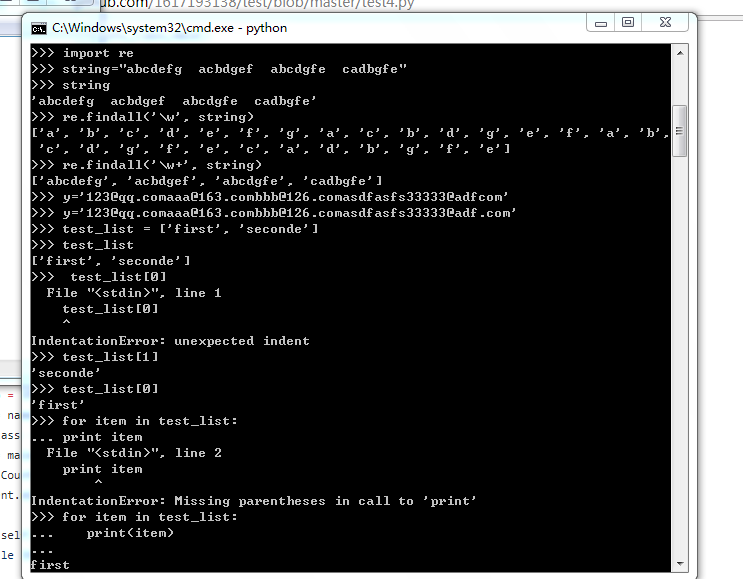 ub.com/1617193138/test/blob/master/test4.py
C:\Windows\system32\cmd.exe - python
>>> import re
>>> string="abcdefg  acbdgef  abcdgfe  cadbgfe"
>>> string
'abcdefg  acbdgef  abcdgfe  cadbgfe'
>>> re.findall('\w', string)
['a', 'b', 'c', 'd', 'e', 'f', 'g', 'a', 'c', 'b', 'd', 'g', 'e', 'f', 'a', 'b',
 'c', 'd', 'g', 'f', 'e', 'c', 'a', 'd', 'b', 'g', 'f', 'e']
>>> re.findall('\w+', string)
['abcdefg', 'acbdgef', 'abcdgfe', 'cadbgfe']
>>> y='123@qq.comaaa@163.combbb@126.comasdfasfs33333@adfcom'
>>> y='123@qq.comaaa@163.combbb@126.comasdfasfs33333@adf.com'
>>> test_list = ['first', 'seconde']
>>> test_list
['first', 'seconde']
>>>  test_list[0]
  File "<stdin>", line 1
    test_list[0]
    ^
IndentationError: unexpected indent
>>> test_list[1]
'seconde'
>>> test_list[0]
'first'
>>> for item in test_list:
... print item
  File "<stdin>", line 2
    print item
        ^
IndentationError: Missing parentheses in call to 'print'
>>> for item in test_list:
...    print(item)
...
first
=
na
ass
ma
Cou
nt.
sel
le